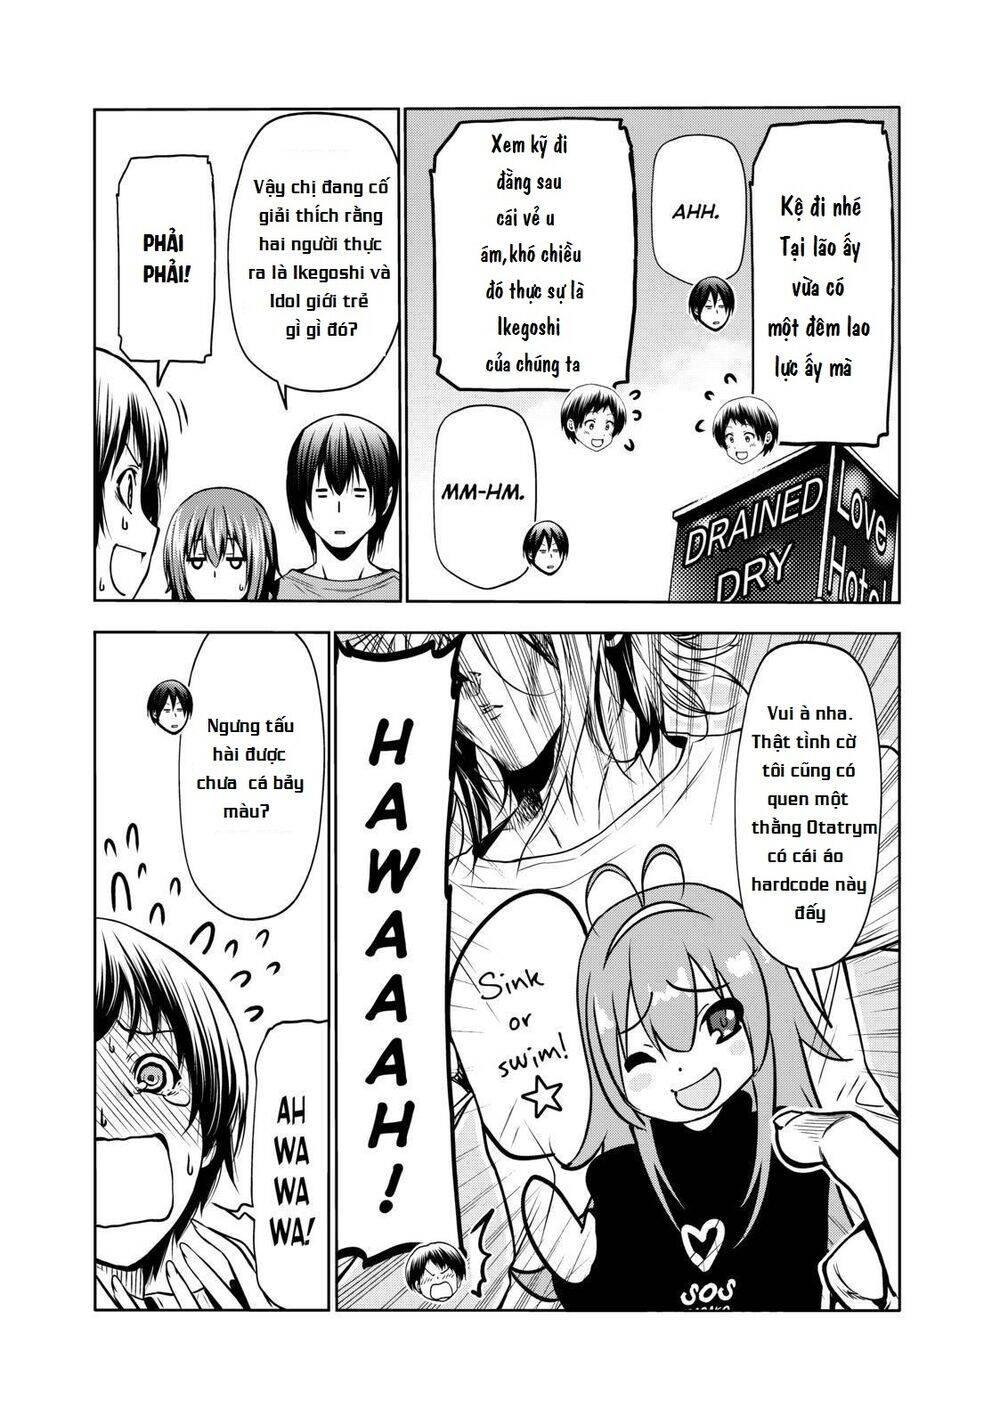 Kệ đi nhé
Tại lão ấy
vừa có
một đêm lao
lực ấy mà
AHH.
Xem kỹ đi
đằng sau
cái vẻ u
ám,khó chiều
đó thực sự là
Ikegoshi
của chúng ta
MM-HM.
DRAINED
DRY
Love
Hotel
Vậy chị đang cố
giải thích rằng
hai người thực
ra là Ikegoshi và
Idol giới trẻ
gì gì đó?
PHẢI
PHẢI!
Vui à nha.
Thật tình cờ
tôi cũng có
quen một
thằng Otatrym
có cái áo
hardcode này
đấy
Sink
or
swim!
SOS
HAWAAAH!
Ngưng tấu
hài được
chưa cá bảy
màu?
AH
WA
WA
WA!